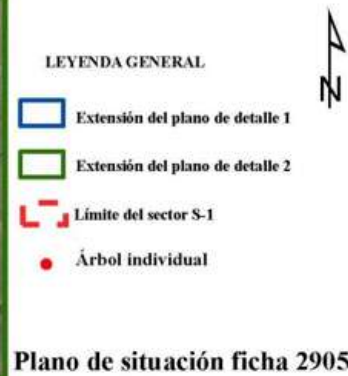 N
LEYENDA GENERAL
Extensión del plano de detalle 1
Extensión del plano de detalle 2
Límite del sector S-1
Árbol individual
Plano de situación ficha 2905